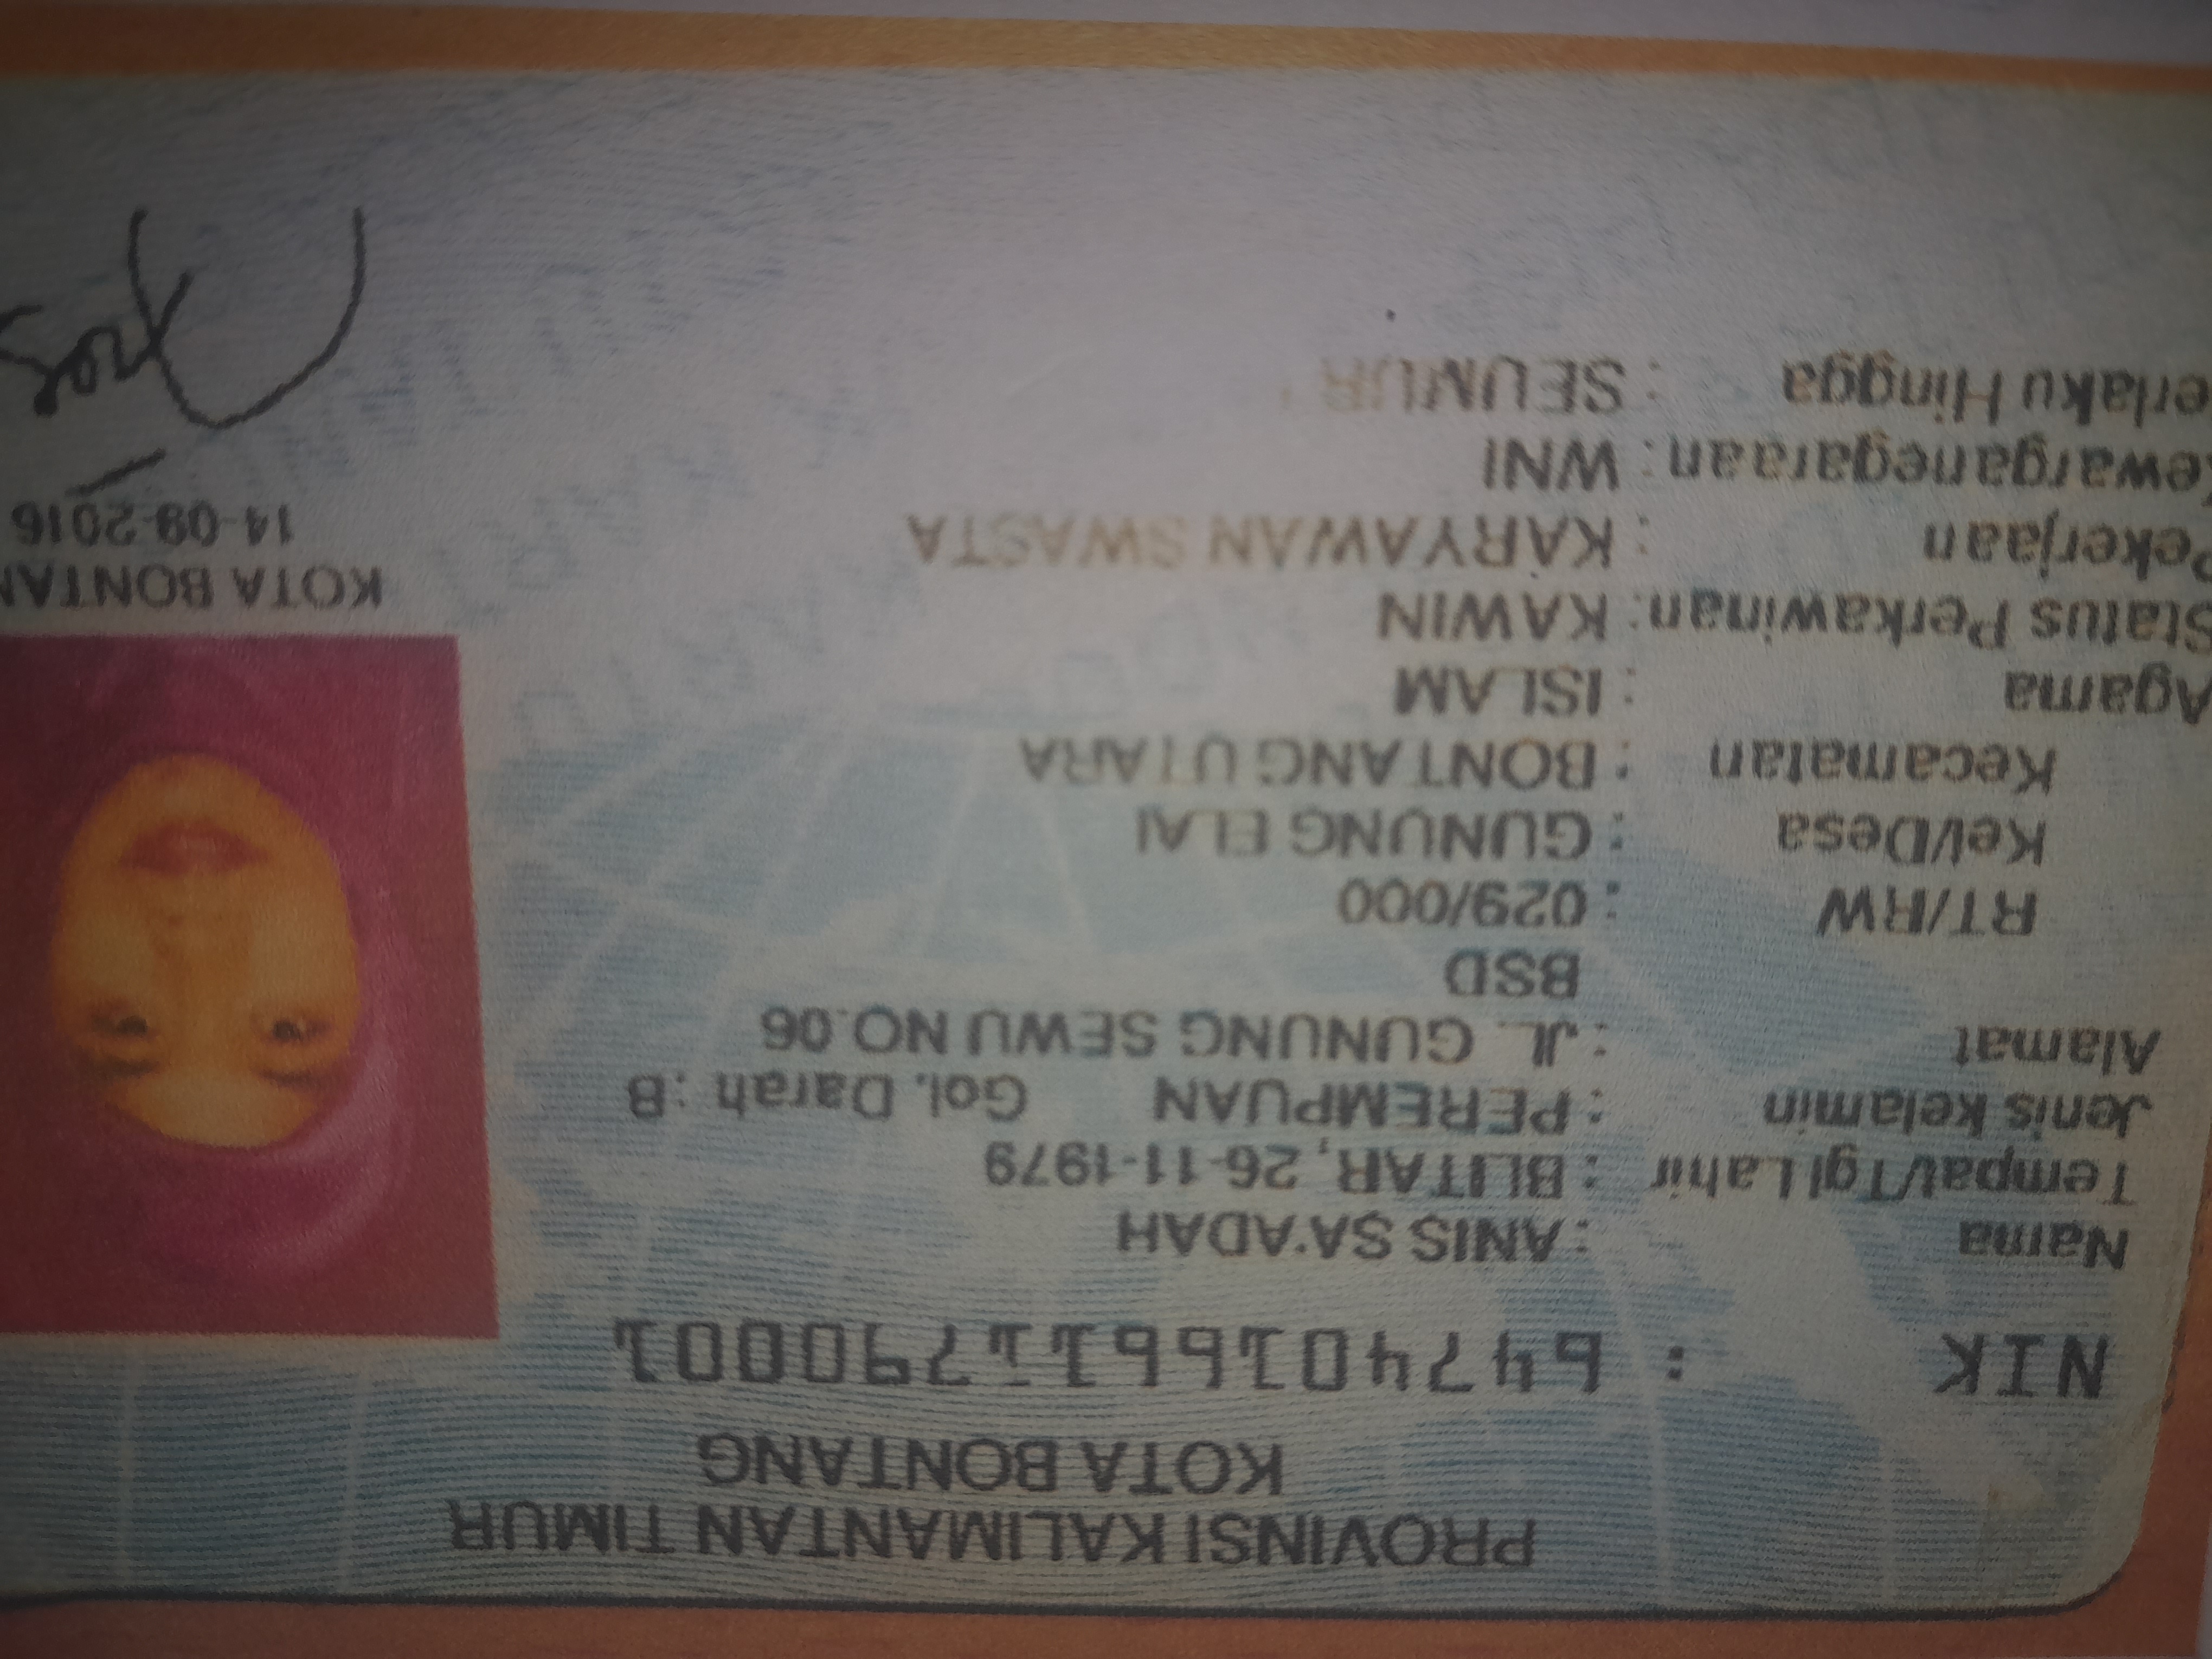 PROVINSI KALIMANTAN TIMUR
KOTA BONTANG
NIK : 6474016611790001
Nama : ANIS SA'ADAH
Tempat/Tgl Lahir : BLITAR, 26-11-1979
Jenis kelamin : PEREMPUAN Gol. Darah : B
Alamat : JL. GUNUNG SEWU NO.06
BSD
RT/RW : 029/000
Kel/Desa : GUNUNG ELAI
Kecamatan : BONTANG UTARA
Agama : ISLAM
Status Perkawinan: KAWIN
Pekerjaan : KARYAWAN SWASTA
Kewarganegaraan: WNI
erlaku Hingga : SEUMUR
KOTA BONTAN
14-09-2016